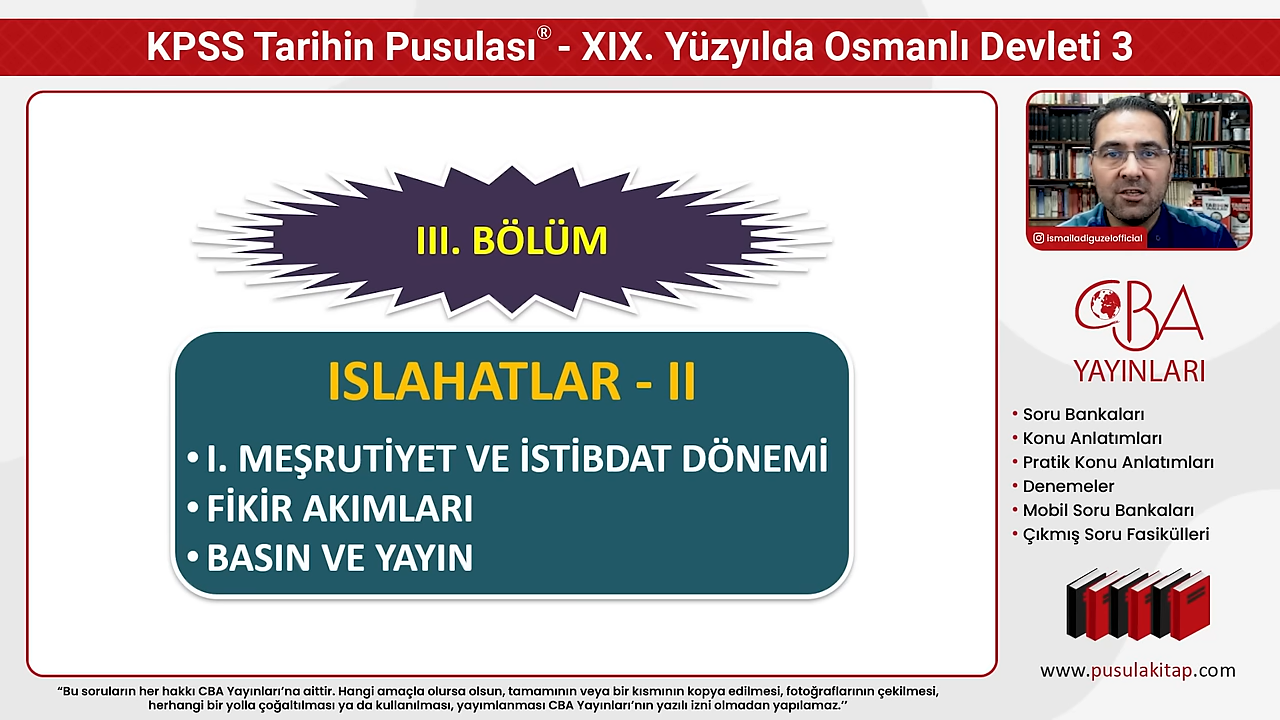 KPSS Tarihin Pusulası® - XIX. Yüzyılda Osmanlı Devleti 3
III. BÖLÜM
ISLAHATLAR - II
• I. MEŞRUTİYET VE İSTİBDAT DÖNEMİ
• FİKİR AKIMLARI
• BASIN VE YAYIN
ismailadiguzelofficial
CBA
YAYINLARI
• Soru Bankaları
• Konu Anlatımları
• Pratik Konu Anlatımları
• Denemeler
• Mobil Soru Bankaları
• Çıkmış Soru Fasikülleri
www.pusulakitap.com
“Bu soruların her hakkı CBA Yayınları’na aittir. Hangi amaçla olursa olsun, tamamının veya bir kısmının kopya edilmesi, fotoğraflarının çekilmesi,
herhangi bir yolla çoğaltılması ya da kullanılması, yayımlanması CBA Yayınları’nın yazılı izni olmadan yapılamaz.’’